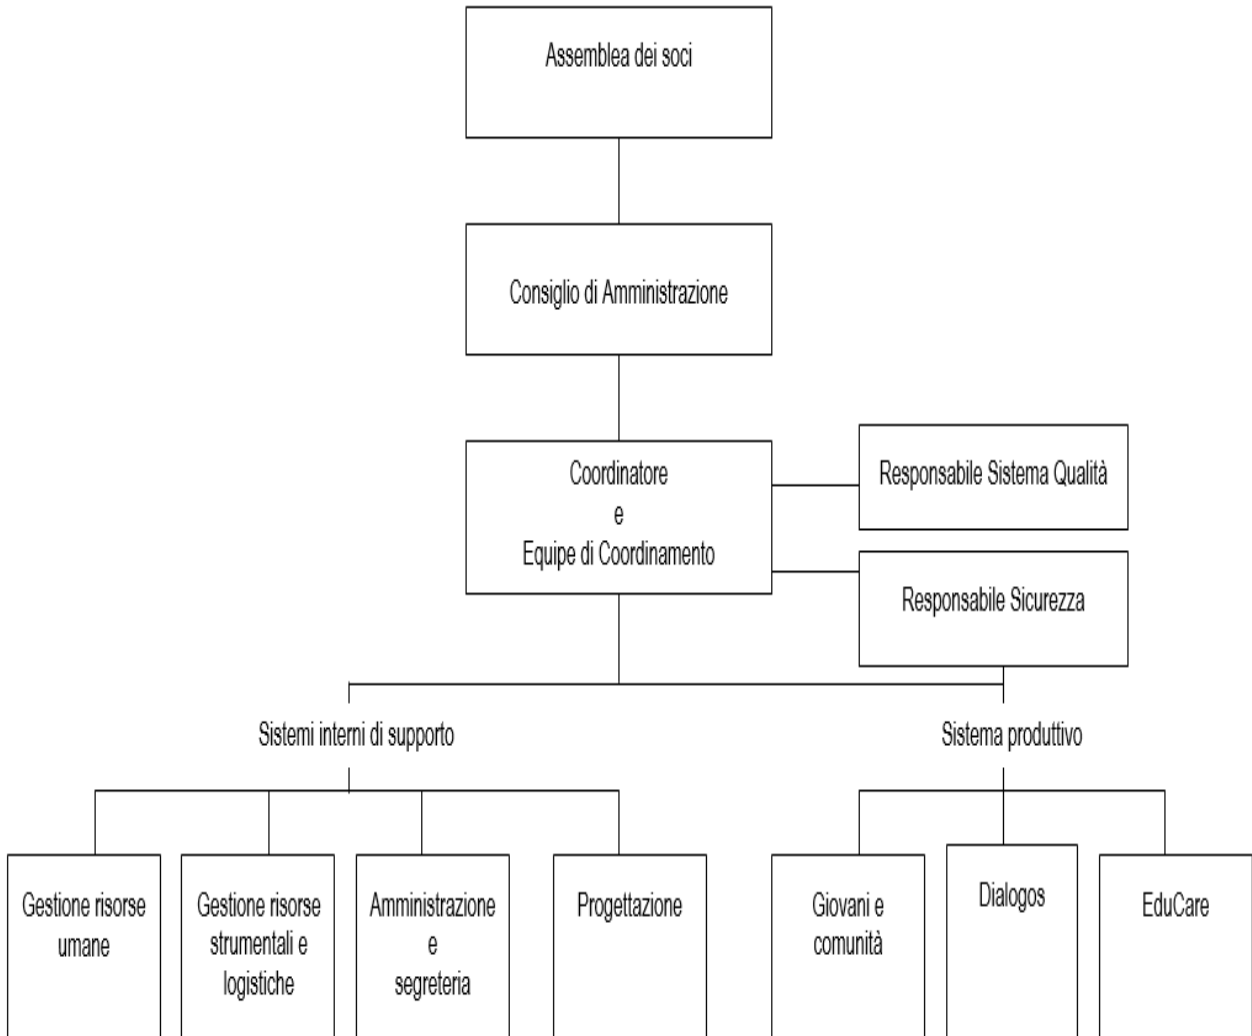 Assemblea dei soci
Consiglio di Amministrazione
Coordinatore
e
Equipe di Coordinamento
Responsabile Sistema Qualità
Responsabile Sicurezza
Sistemi interni di supporto
Sistema produttivo
Gestione risorse
umane
Gestione risorse
strumentali e
logistiche
Amministrazione
e
segreteria
Progettazione
Giovani e
comunità
Dialogos
EduCare